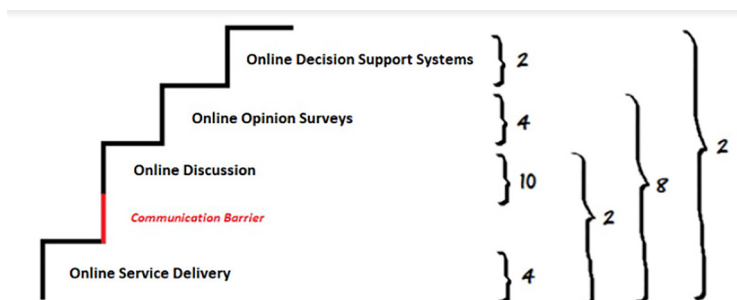 Online Decision Support Systems 2
Online Opinion Surveys 4
2
Online Discussion 10
8
Communication Barrier
2
Online Service Delivery 4